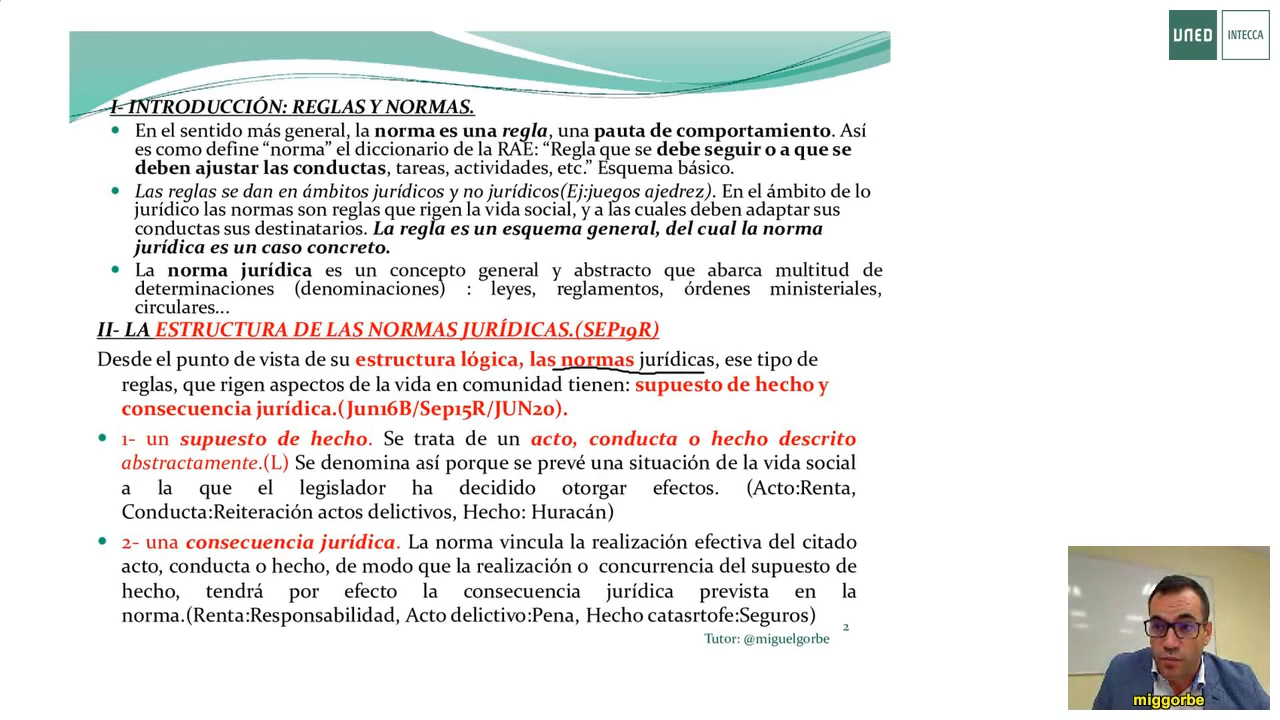 UNED INTECCA
I- INTRODUCCIÓN: REGLAS Y NORMAS.
• En el sentido más general, la norma es una regla, una pauta de comportamiento. Así
es como define “norma” el diccionario de la RAE: “Regla que se debe seguir o a que se
deben ajustar las conductas, tareas, actividades, etc.” Esquema básico.
• Las reglas se dan en ámbitos jurídicos y no jurídicos(Ej:juegos ajedrez). En el ámbito de lo
jurídico las normas son reglas que rigen la vida social, y a las cuales deben adaptar sus
conductas sus destinatarios. La regla es un esquema general, del cual la norma
jurídica es un caso concreto.
• La norma jurídica es un concepto general y abstracto que abarca multitud de
determinaciones (denominaciones) : leyes, reglamentos, órdenes ministeriales,
circulares...
II- LA ESTRUCTURA DE LAS NORMAS JURÍDICAS.(SEP19R)
Desde el punto de vista de su estructura lógica, las normas jurídicas, ese tipo de
reglas, que rigen aspectos de la vida en comunidad tienen: supuesto de hecho y
consecuencia jurídica.(Jun16B/Sep15R/JUN20).
• 1- un supuesto de hecho. Se trata de un acto, conducta o hecho descrito
abstractamente.(L) Se denomina así porque se prevé una situación de la vida social
a la que el legislador ha decidido otorgar efectos. (Acto:Renta,
Conducta:Reiteración actos delictivos, Hecho: Huracán)
• 2- una consecuencia jurídica. La norma vincula la realización efectiva del citado
acto, conducta o hecho, de modo que la realización o concurrencia del supuesto de
hecho, tendrá por efecto la consecuencia jurídica prevista en la
norma.(Renta:Responsabilidad, Acto delictivo:Pena, Hecho catasrtofe:Seguros)
2
Tutor: @miguelgorbe
miggorbe